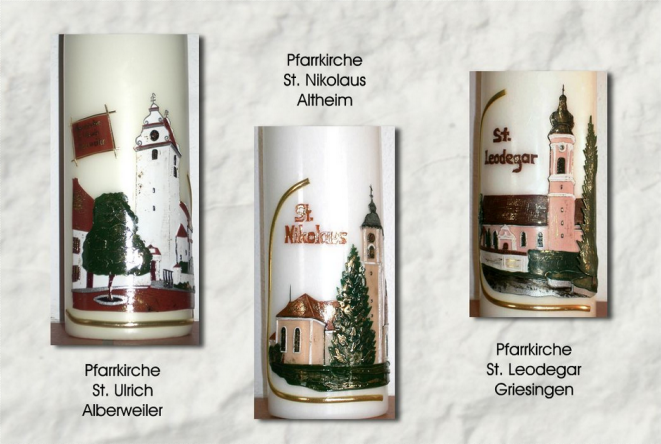 Pfarrkirche
St. Nikolaus
Altheim
St.
Leodegar
St.
Nikolaus
Pfarrkirche
St. Ulrich
Alberweiler
Pfarrkirche
St. Leodegar
Griesingen